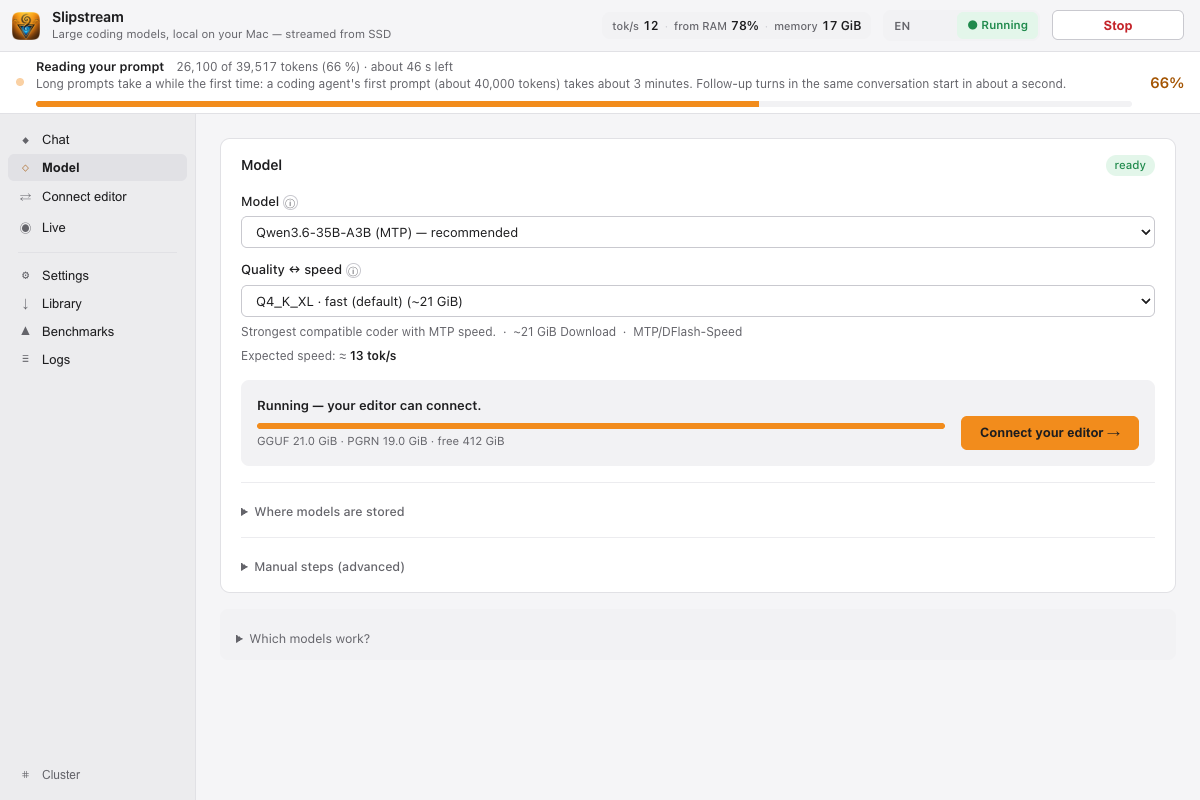 Slipstream
Large coding models, local on your Mac — streamed from SSD
tok/s 12 · from RAM 78% · memory 17 GiB
EN
Running
Stop
Reading your prompt 26,100 of 39,517 tokens (66 %) · about 46 s left
Long prompts take a while the first time: a coding agent's first prompt (about 40,000 tokens) takes about 3 minutes. Follow-up turns in the same conversation start in about a second.
66%
Chat
Model
Connect editor
Live
Settings
Library
Benchmarks
Logs
Cluster
Model
ready
Model
Qwen3.6-35B-A3B (MTP) — recommended
Quality ↔ speed
Q4_K_XL · fast (default) (~21 GiB)
Strongest compatible coder with MTP speed. · ~21 GiB Download · MTP/DFlash-Speed
Expected speed: ≈ 13 tok/s
Running — your editor can connect.
GGUF 21.0 GiB · PGRN 19.0 GiB · free 412 GiB
Connect your editor →
Where models are stored
Manual steps (advanced)
Which models work?